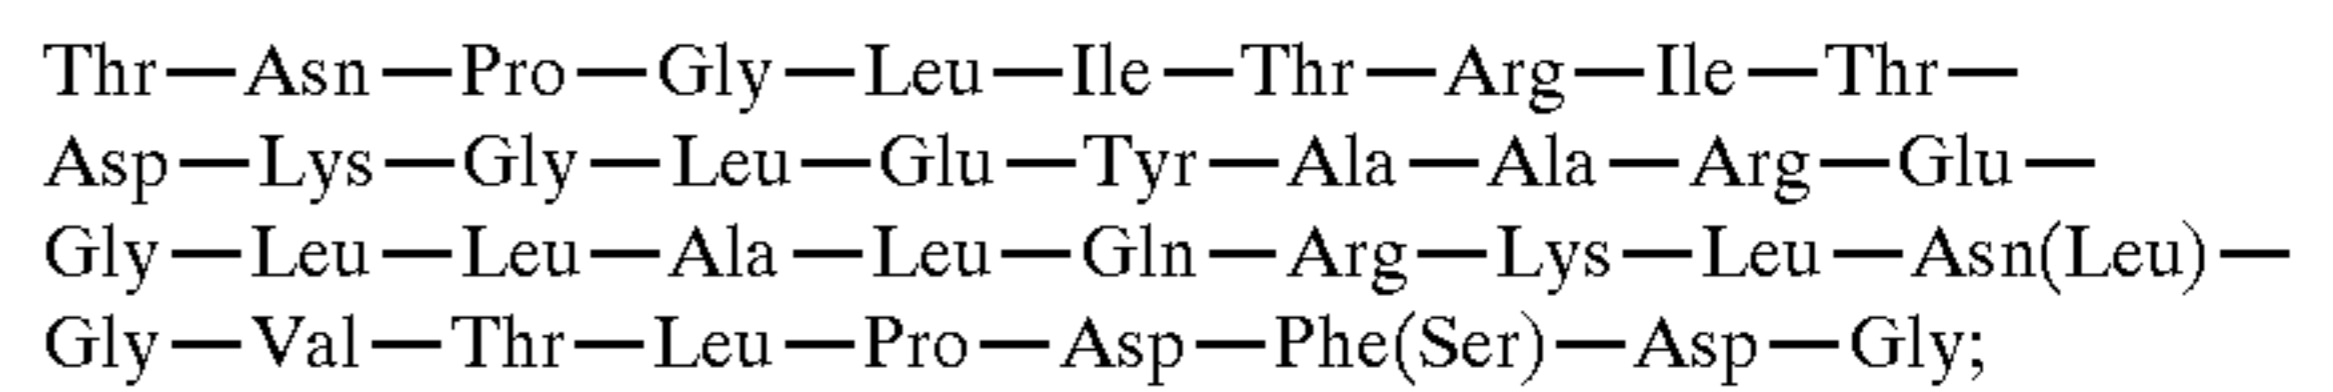 Thr—Asn—Pro—Gly—Leu—Ile—Thr—Arg—Ile—Thr—
Asp—Lys—Gly—Leu—Glu—Tyr—Ala—Ala—Arg—Glu—
Gly—Leu—Leu—Ala—Leu—Gln—Arg—Lys—Leu—Asn(Leu)—
Gly—Val—Thr—Leu—Pro—Asp—Phe(Ser)—Asp—Gly;